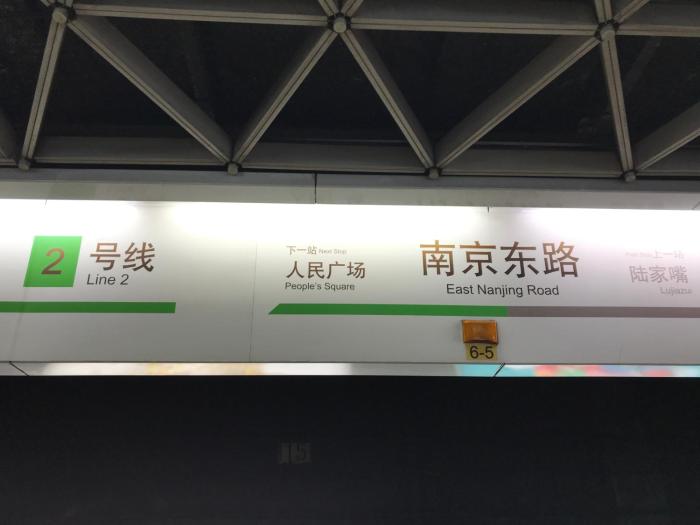 2 号线
Line 2
下一站 Next Stop
人民广场
People's Square
南京东路
East Nanjing Road
上一站
陆家嘴
Lujiazui
6-5
15